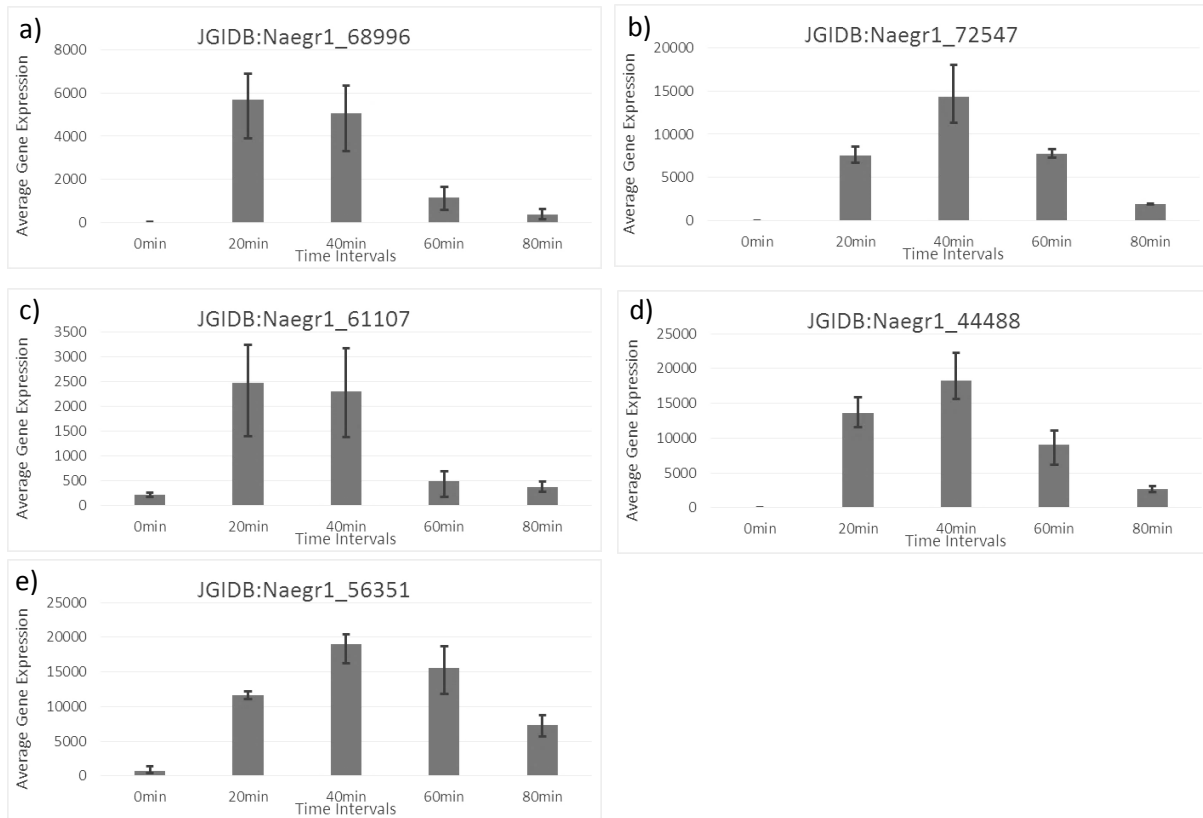 a)
JGIDB:Naegr1_68996
Average Gene Expression
8000
6000
4000
2000
0
0min 20min 40min 60min 80min
Time Intervals
b)
JGIDB:Naegr1_72547
Average Gene Expression
20000
15000
10000
5000
0
0min 20min 40min 60min 80min
Time Intervals
c)
JGIDB:Naegr1_61107
Average Gene Expression
3500
3000
2500
2000
1500
1000
500
0
0min 20min 40min 60min 80min
Time Intervals
d)
JGIDB:Naegr1_44488
Average Gene Expression
25000
20000
15000
10000
5000
0
0min 20min 40min 60min 80min
Time Intervals
e)
JGIDB:Naegr1_56351
Average Gene Expression
25000
20000
15000
10000
5000
0
0min 20min 40min 60min 80min
Time Intervals